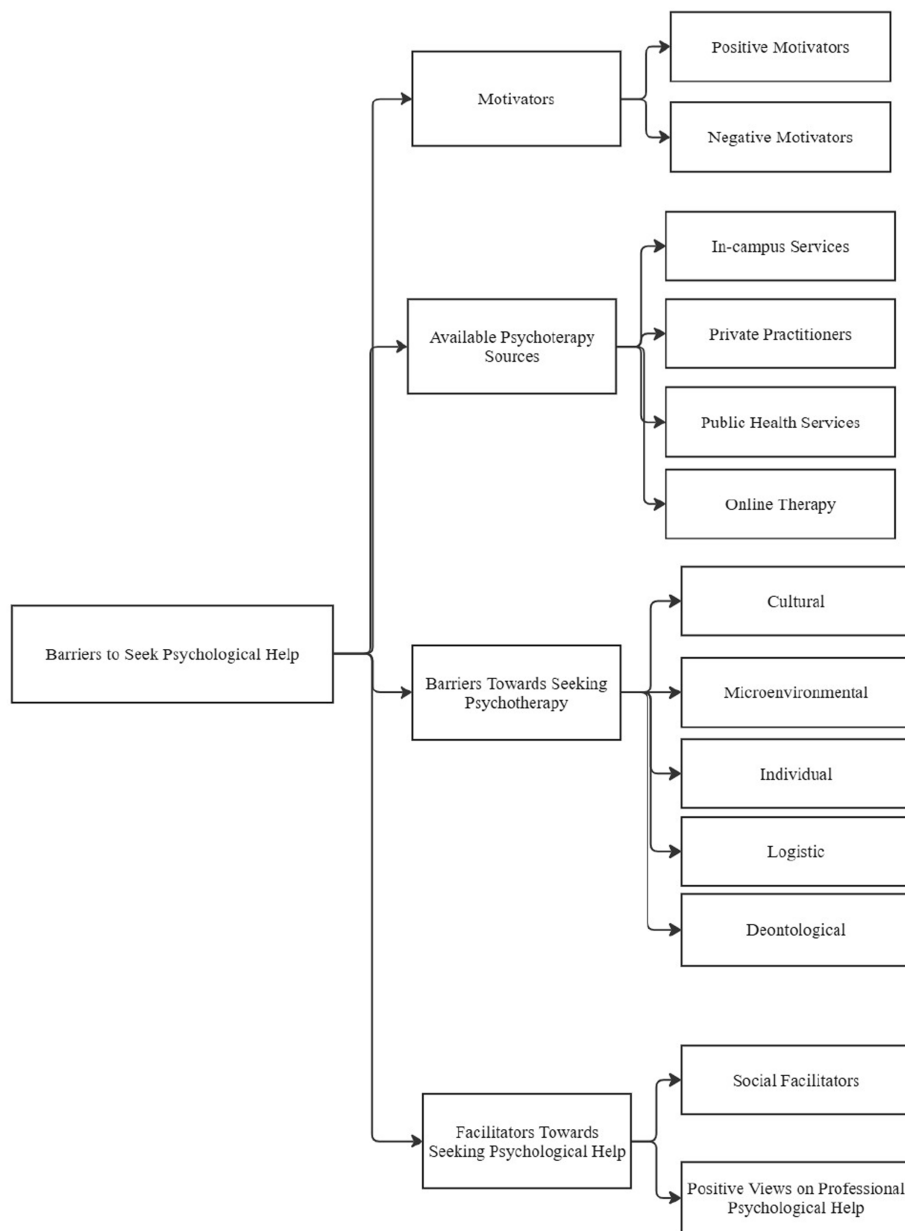 Positive Motivators
Motivators
Negative Motivators
In-campus Services
Available Psychoterapy
Sources
Private Practitioners
Public Health Services
Online Therapy
Cultural
Barriers to Seek Psychological Help
Barriers Towards Seeking
Psychotherapy
Microenvironmental
Individual
Logistic
Deontological
Social Facilitators
Facilitators Towards
Seeking Psychological Help
Positive Views on Professional
Psychological Help